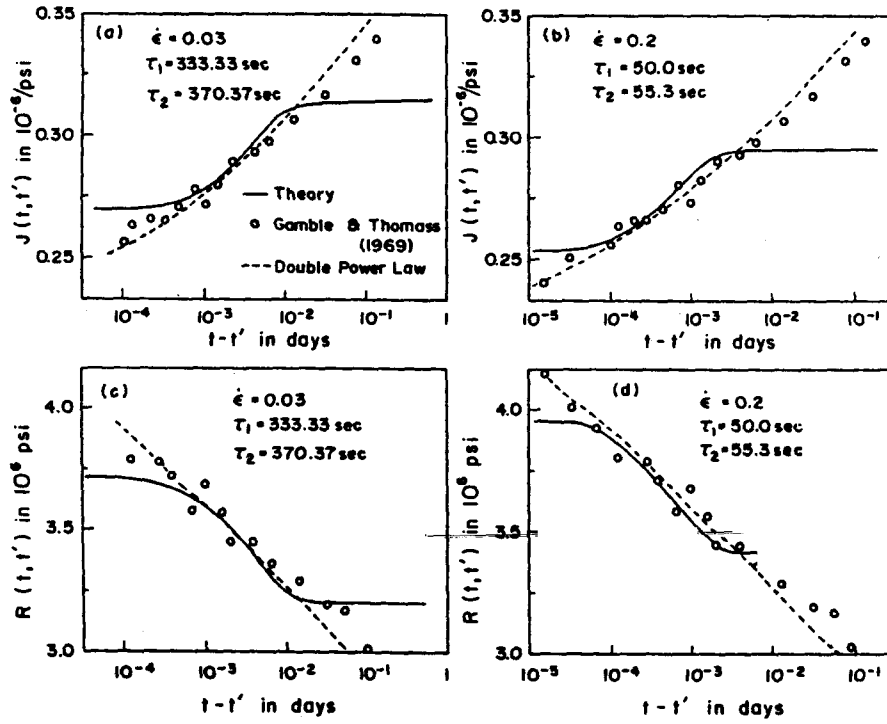 (a)
ε̇ = 0.03
τ1 = 333.33 sec
τ2 = 370.37 sec
Theory
Gamble & Thomass
(1969)
Double Power Law
0.35
0.30
0.25
J (t, t') in 10^-6/psi
10^-4
10^-3
10^-2
10^-1
1
t - t' in days
(b)
ε̇ = 0.2
τ1 = 50.0 sec
τ2 = 55.3 sec
0.35
0.30
0.25
J (t, t') in 10^-6/psi
10^-5
10^-4
10^-3
10^-2
10^-1
t - t' in days
(c)
ε̇ = 0.03
τ1 = 333.33 sec
τ2 = 370.37 sec
4.0
3.5
3.0
R (t, t') in 10^6 psi
10^-4
10^-3
10^-2
10^-1
1
t - t' in days
(d)
ε̇ = 0.2
τ1 = 50.0 sec
τ2 = 55.3 sec
4.0
3.5
3.0
R (t, t') in 10^6 psi
10^-5
10^-4
10^-3
10^-2
10^-1
t - t' in days